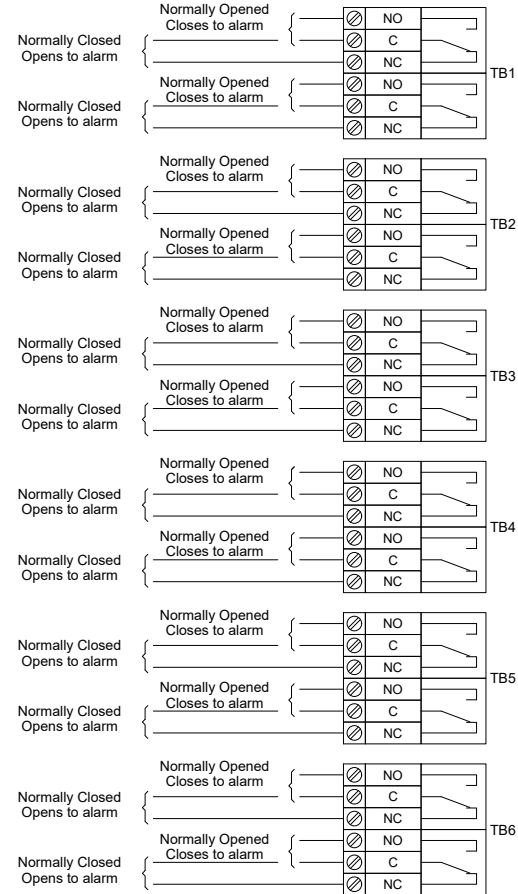 Normally Opened
Closes to alarm
NO
Normally Closed
Opens to alarm
C
NC
TB1
Normally Opened
Closes to alarm
NO
Normally Closed
Opens to alarm
C
NC
Normally Opened
Closes to alarm
NO
Normally Closed
Opens to alarm
C
NC
TB2
Normally Opened
Closes to alarm
NO
Normally Closed
Opens to alarm
C
NC
Normally Opened
Closes to alarm
NO
Normally Closed
Opens to alarm
C
NC
TB3
Normally Opened
Closes to alarm
NO
Normally Closed
Opens to alarm
C
NC
Normally Opened
Closes to alarm
NO
Normally Closed
Opens to alarm
C
NC
TB4
Normally Opened
Closes to alarm
NO
Normally Closed
Opens to alarm
C
NC
Normally Opened
Closes to alarm
NO
Normally Closed
Opens to alarm
C
NC
TB5
Normally Opened
Closes to alarm
NO
Normally Closed
Opens to alarm
C
NC
Normally Opened
Closes to alarm
NO
Normally Closed
Opens to alarm
C
NC
TB6
Normally Opened
Closes to alarm
NO
Normally Closed
Opens to alarm
C
NC